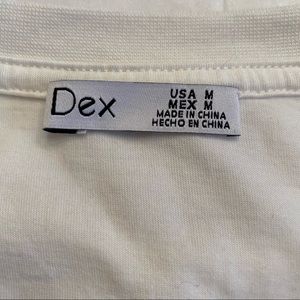 Dex
USA M
MEX M
MADE IN CHINA
HECHO EN CHINA